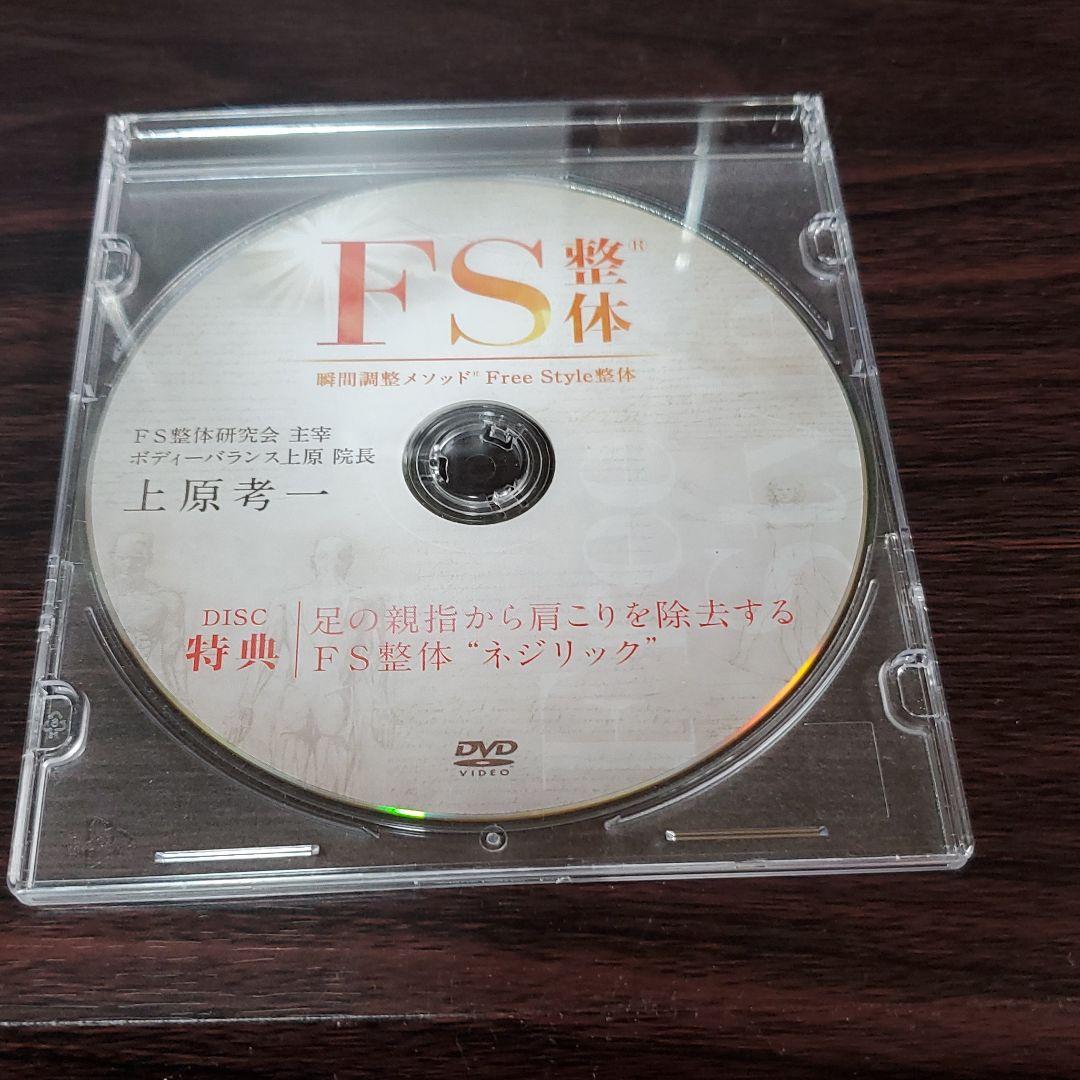 FS整体®
瞬間調整メソッド® Free Style整体
FS整体研究会 主宰
ボディーバランス上原 院長
上原考一
DISC
特典
足の親指から肩こりを除去する
FS整体 “ネジリック”
DVD
VIDEO